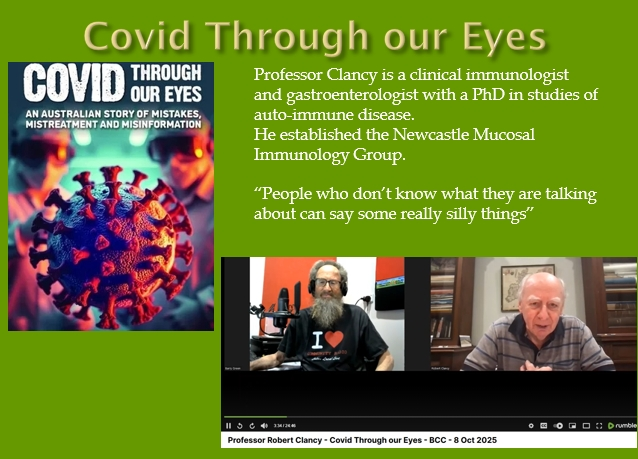 Covid Through our Eyes
COVID THROUGH
OUR EYES
AN AUSTRALIAN STORY OF MISTAKES,
MISTREATMENT AND MISINFORMATION
Professor Clancy is a clinical immunologist
and gastroenterologist with a PhD in studies of
auto-immune disease.
He established the Newcastle Mucosal
Immunology Group.
“People who don’t know what they are talking
about can say some really silly things”
I
3:34 / 24:46
rumble
Professor Robert Clancy - Covid Through our Eyes - BCC - 8 Oct 2025